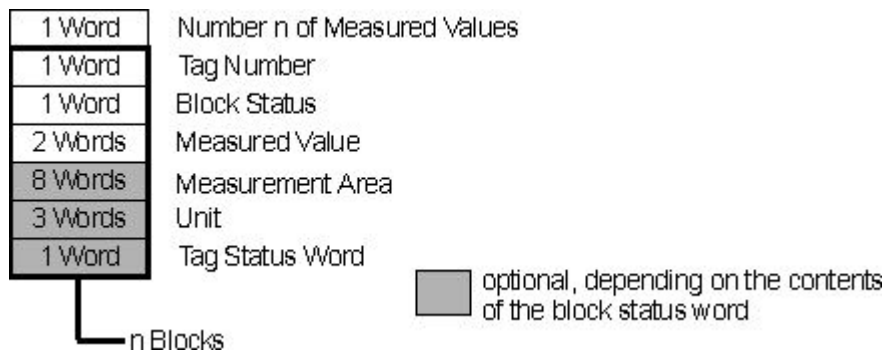 1 Word Number n of Measured Values
1 Word Tag Number
1 Word Block Status
2 Words Measured Value
8 Words Measurement Area
3 Words Unit
1 Word Tag Status Word
optional, depending on the contents
of the block status word
n Blocks